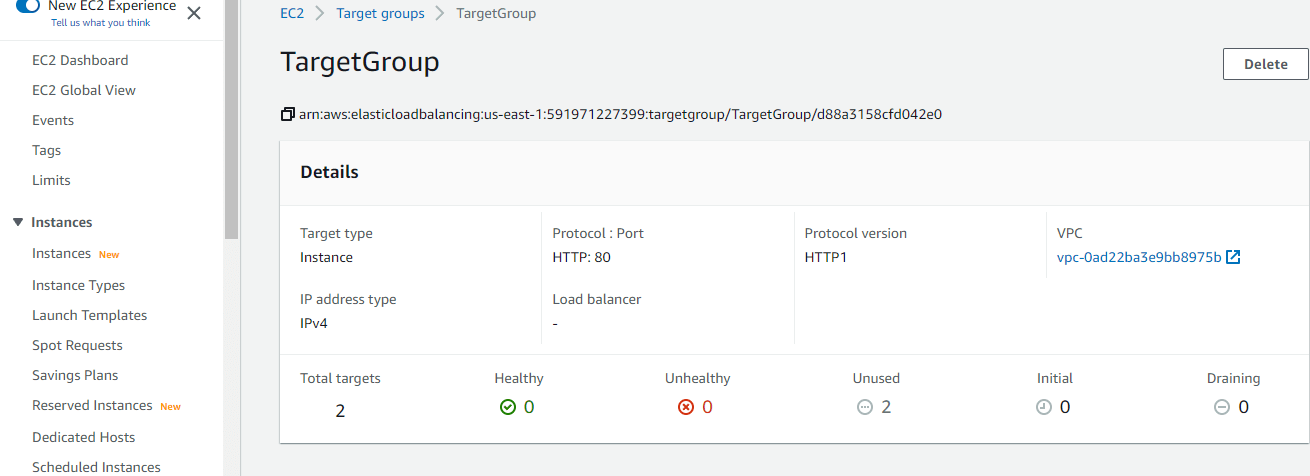 New EC2 Experience
Tell us what you think
EC2 Dashboard
EC2 Global View
Events
Tags
Limits
Instances
Instances New
Instance Types
Launch Templates
Spot Requests
Savings Plans
Reserved Instances New
Dedicated Hosts
Scheduled Instances
EC2 > Target groups > TargetGroup
TargetGroup
Delete
arn:aws:elasticloadbalancing:us-east-1:591971227399:targetgroup/TargetGroup/d88a3158cfd042e0
Details
Target type
Instance
Protocol : Port
HTTP: 80
Protocol version
HTTP1
VPC
vpc-0ad22ba3e9bb8975b
IP address type
IPv4
Load balancer
-
Total targets
2
Healthy
0
Unhealthy
0
Unused
2
Initial
0
Draining
0